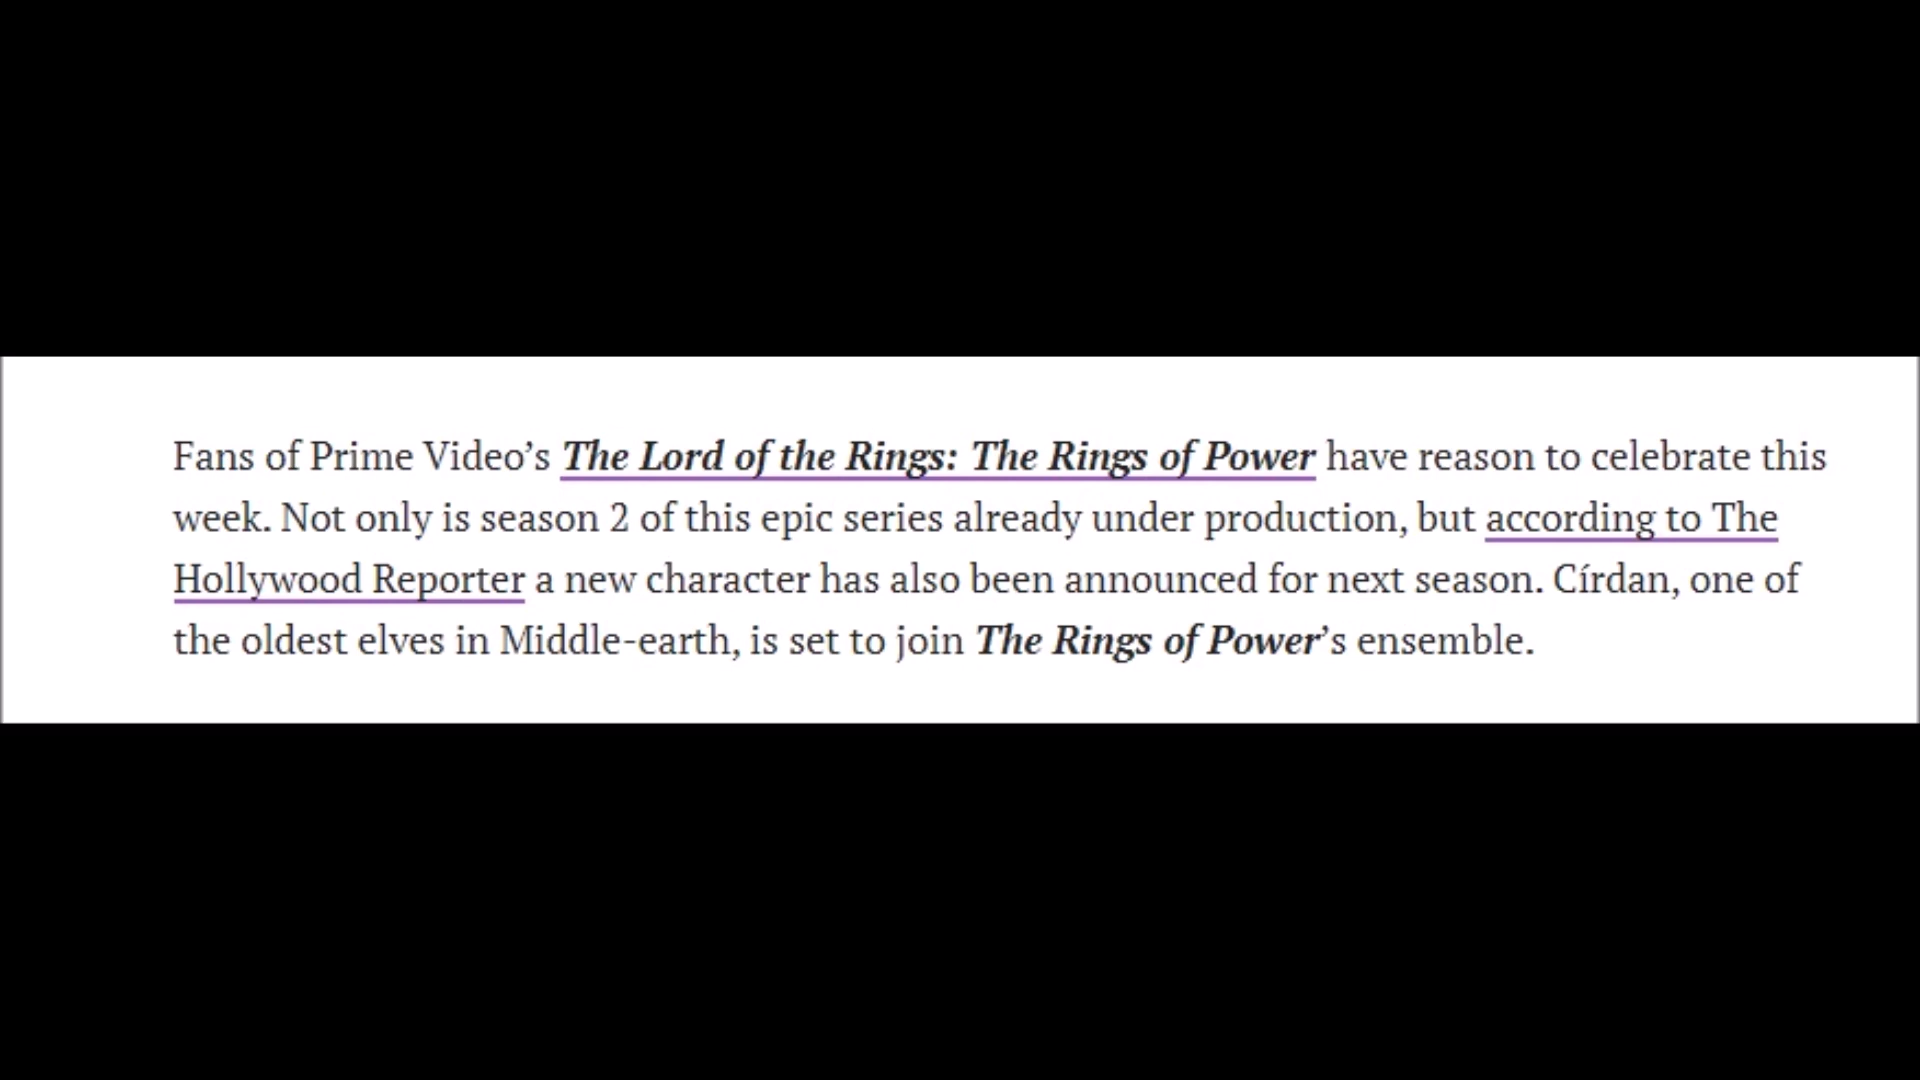 Fans of Prime Video’s The Lord of the Rings: The Rings of Power have reason to celebrate this
week. Not only is season 2 of this epic series already under production, but according to The
Hollywood Reporter a new character has also been announced for next season. Círdan, one of
the oldest elves in Middle-earth, is set to join The Rings of Power’s ensemble.